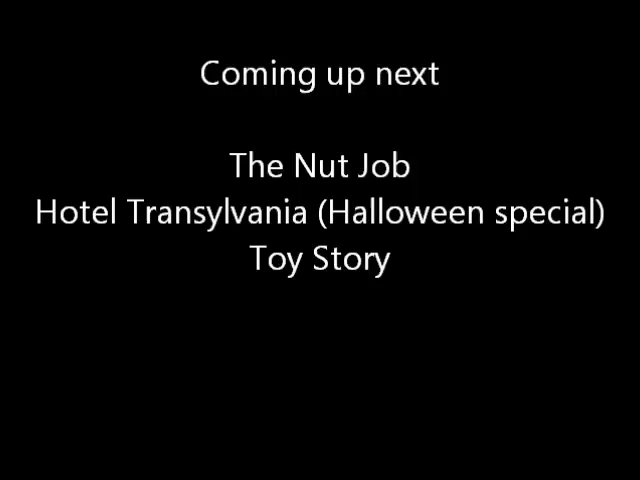 Coming up next
The Nut Job
Hotel Transylvania (Halloween special)
Toy Story